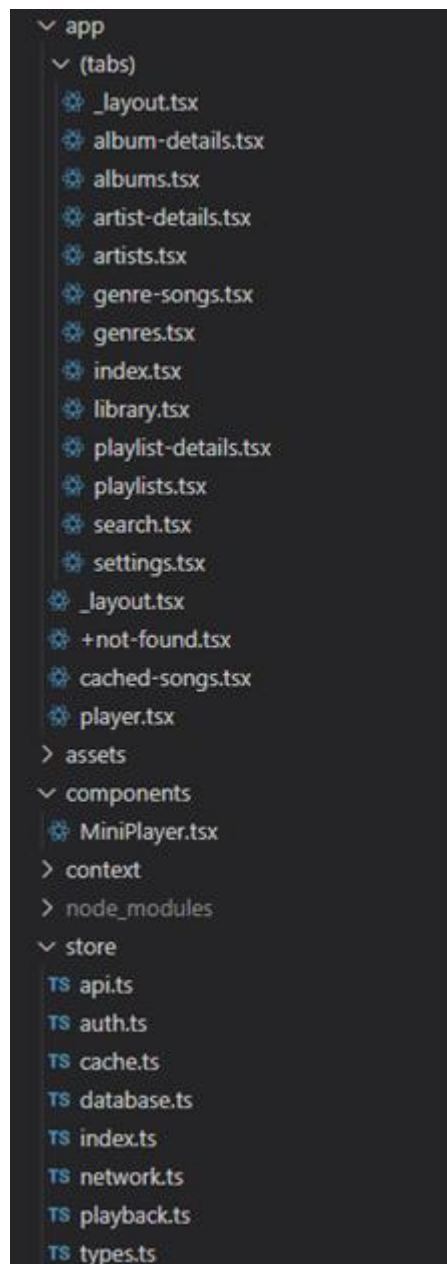 app
(tabs)
_layout.tsx
album-details.tsx
albums.tsx
artist-details.tsx
artists.tsx
genre-songs.tsx
genres.tsx
index.tsx
library.tsx
playlist-details.tsx
playlists.tsx
search.tsx
settings.tsx
_layout.tsx
+not-found.tsx
cached-songs.tsx
player.tsx
assets
components
MiniPlayer.tsx
context
node_modules
store
TS api.ts
TS auth.ts
TS cache.ts
TS database.ts
TS index.ts
TS network.ts
TS playback.ts
TS types.ts